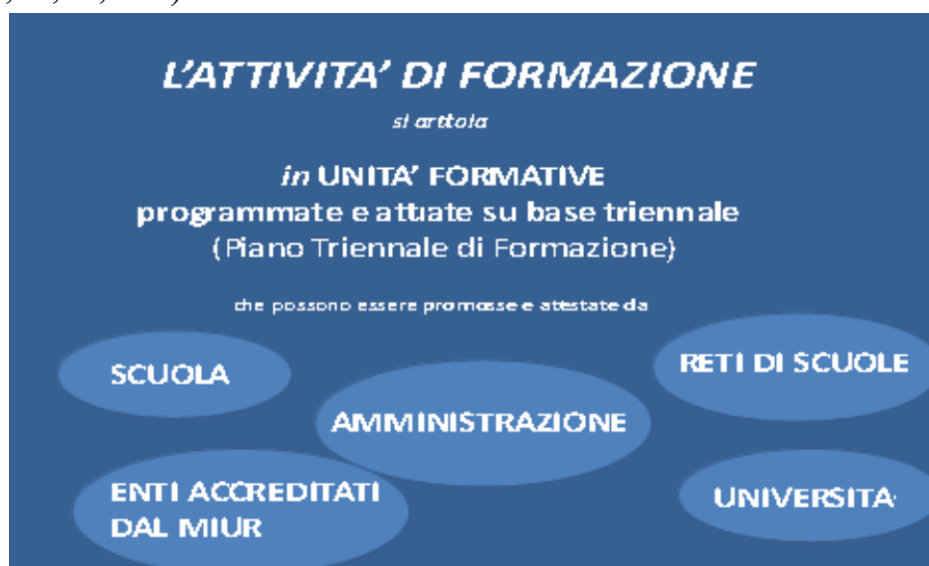 L'ATTIVITA' DI FORMAZIONE
si arttola
in UNITA' FORMATIVE
programmate e attuate su base triennale
(Piano Triennale di Formazione)
che possono essere promosse e attestate da
SCUOLA
RETI DI SCUOLE
AMMINISTRAZIONE
ENTI ACCREDITATI
DAL MIUR
UNIVERSITA'